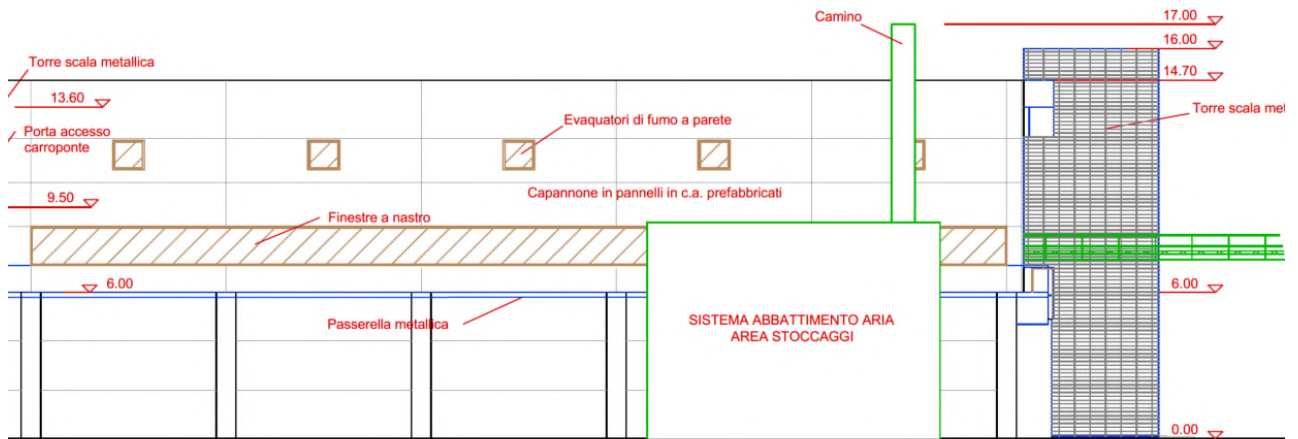 Camino
17.00
16.00
Torre scala metallica
14.70
13.60
Torre scala met
Evaquatori di fumo a parete
Porta accesso
carroponte
Capannone in pannelli in c.a. prefabbricati
9.50
Finestre a nastro
6.00
6.00
Passerella metallica
SISTEMA ABBATTIMENTO ARIA
AREA STOCCAGGI
0.00